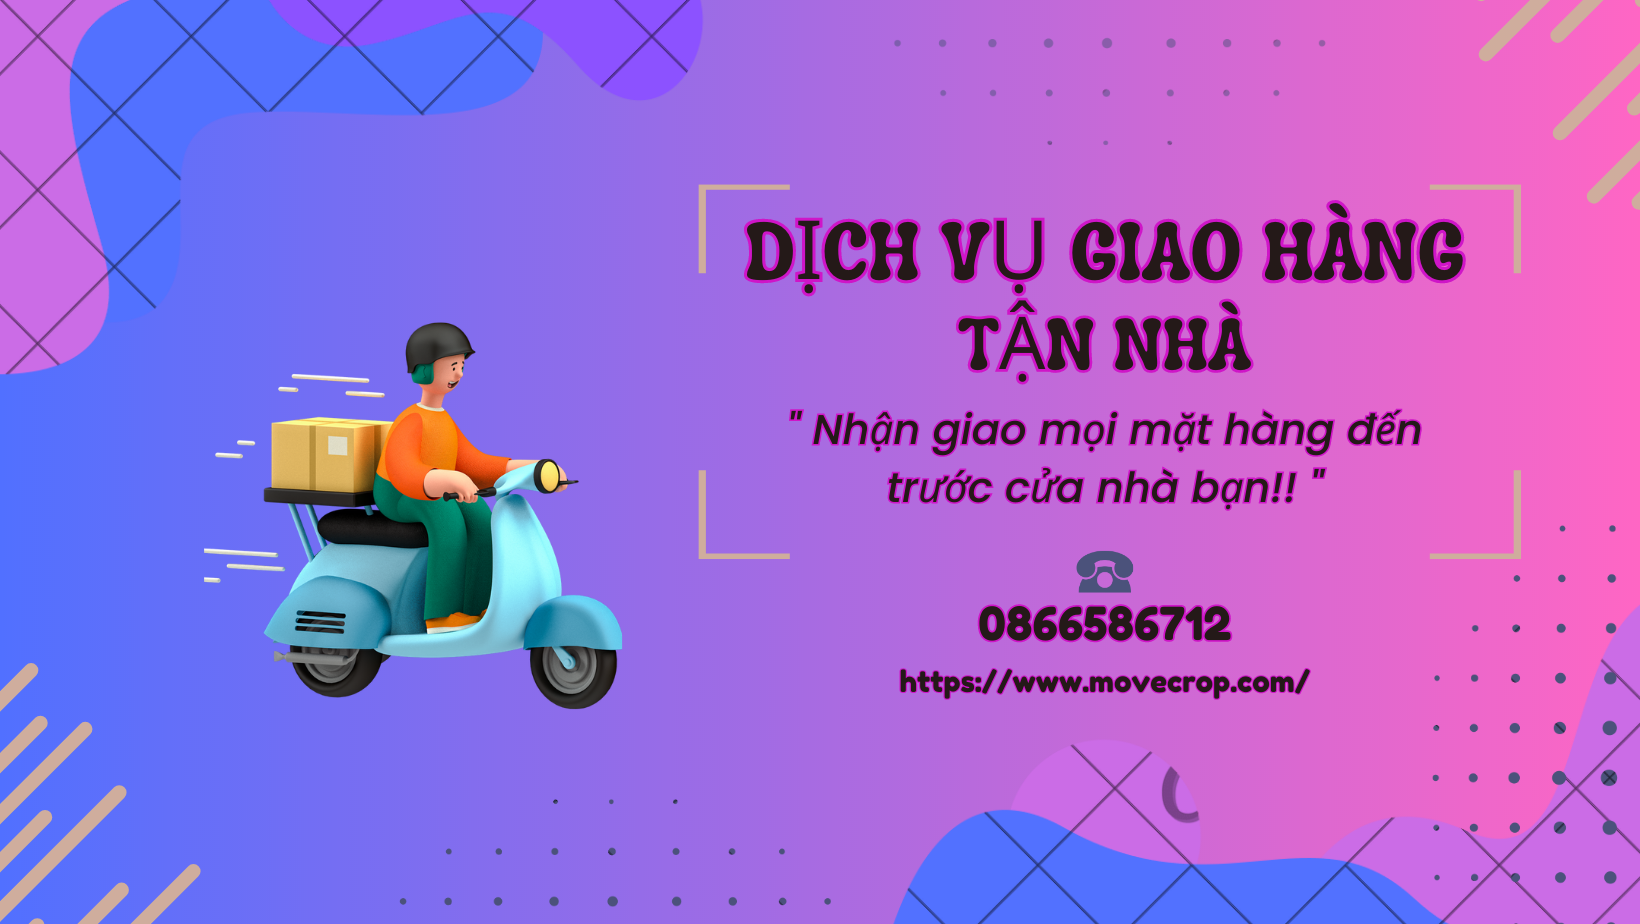 DỊCH VỤ GIAO HÀNG
TẬN NHÀ
" Nhận giao mọi mặt hàng đến
trước cửa nhà bạn!! "
0866586712
https://www.movecrop.com/